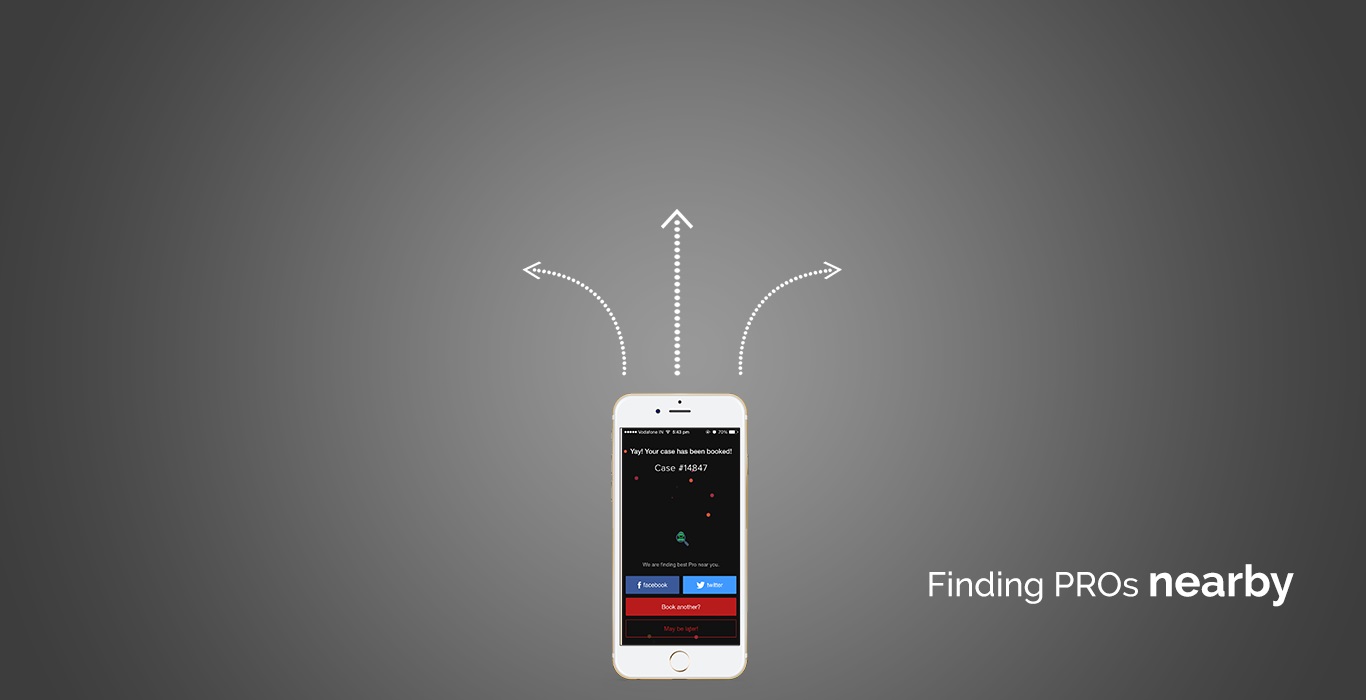 Vodafone IN 5:43 pm 70%
Yay! Your case has been booked!
Case #14847
We are finding best Pro near you.
facebook twitter
Book another?
May be later!
Finding PROs nearby